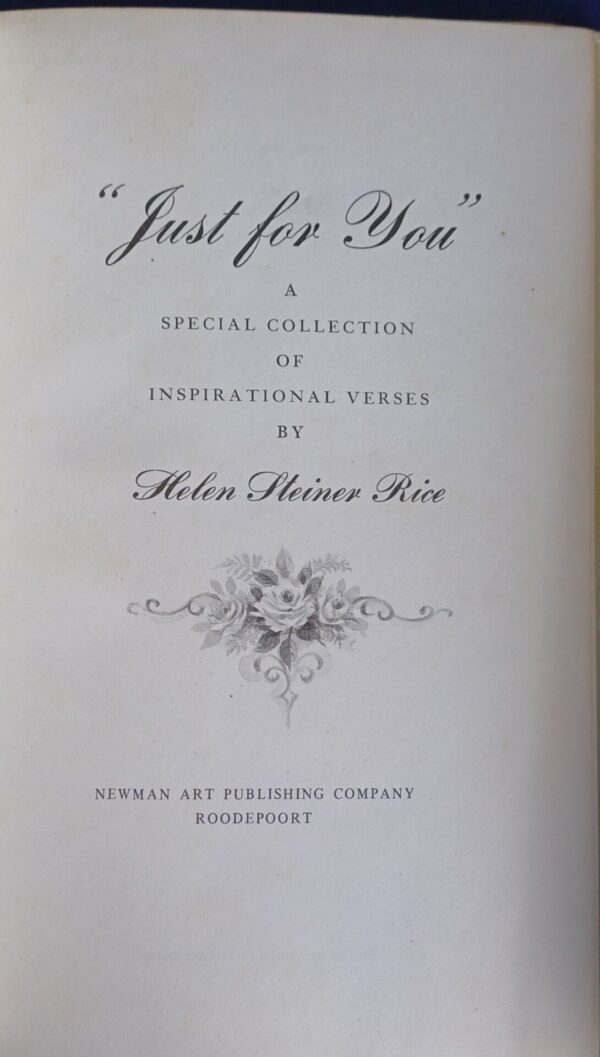 “Just for You”
A
SPECIAL COLLECTION
OF
INSPIRATIONAL VERSES
BY
Helen Steiner Rice
NEWMAN ART PUBLISHING COMPANY
ROODEPOORT